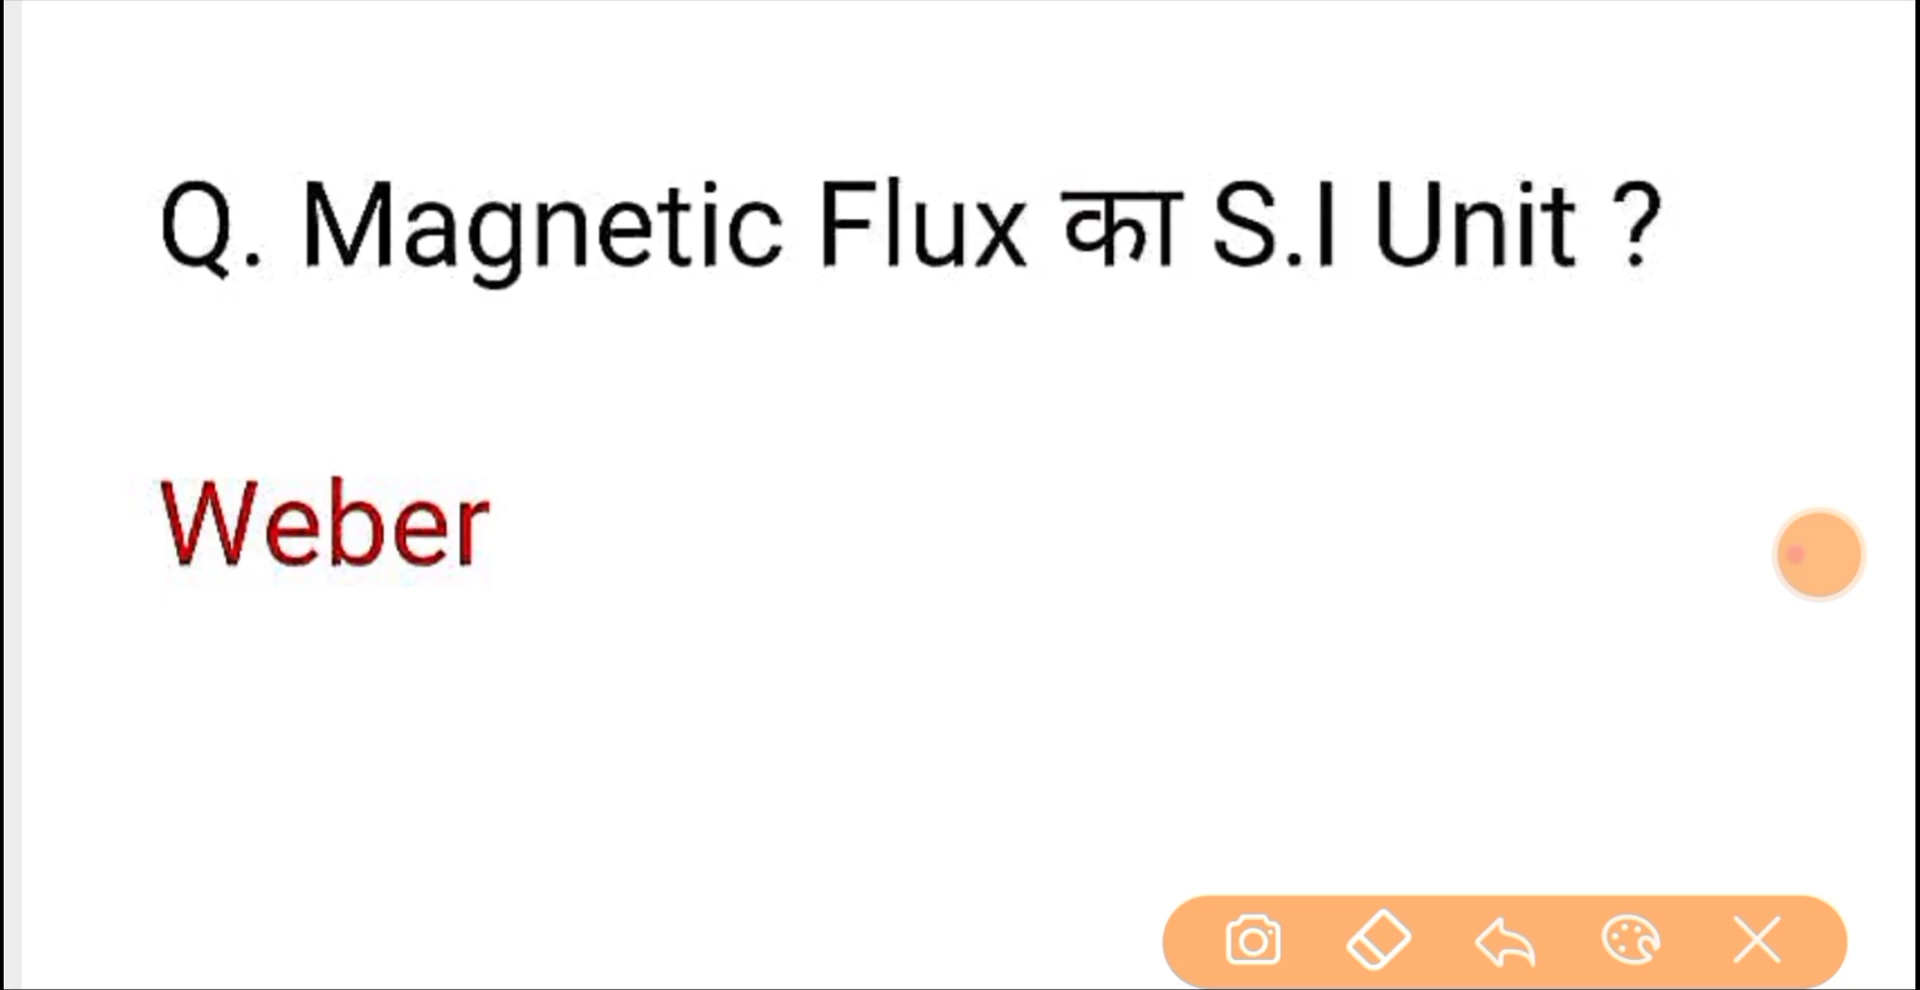 Q. Magnetic Flux का S.I Unit ?
Weber